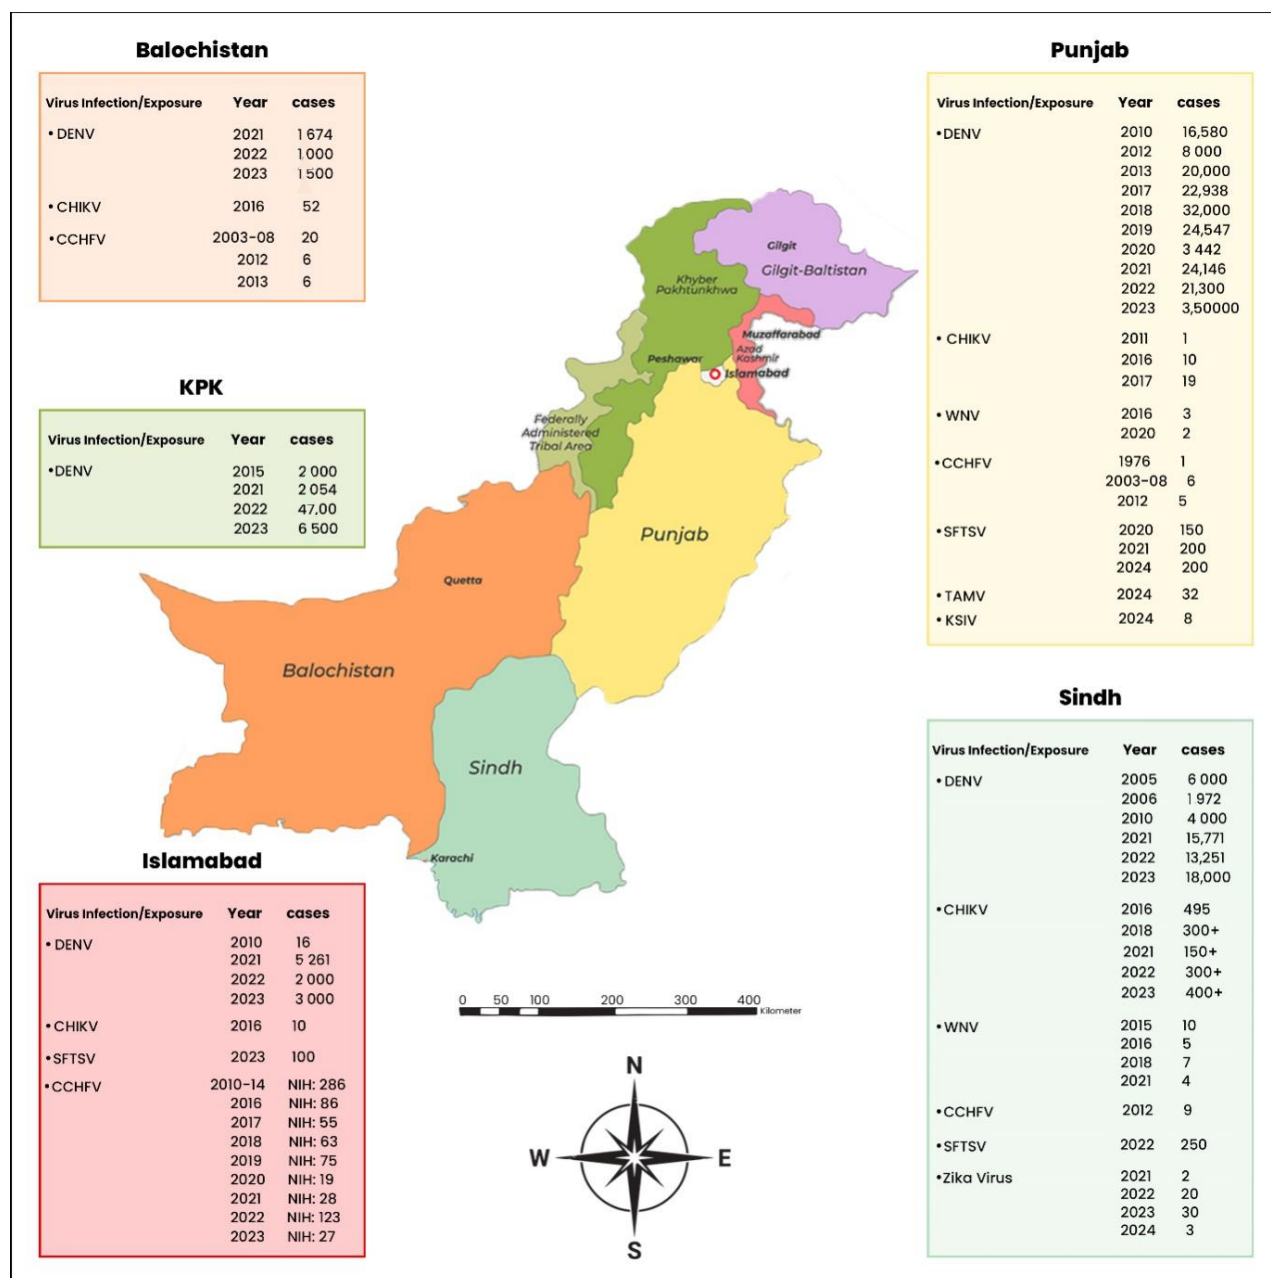 Balochistan
Virus Infection/Exposure Year cases
• DENV 2021 1 674
2022 1 000
2023 1 500
• CHIKV 2016 52
• CCHFV 2003-08 20
2012 6
2013 6
KPK
Virus Infection/Exposure Year cases
• DENV 2015 2 000
2021 2 054
2022 47,00
2023 6 500
Islamabad
Virus Infection/Exposure Year cases
• DENV 2010 16
2021 5 261
2022 2 000
2023 3 000
• CHIKV 2016 10
• SFTSV 2023 100
• CCHFV 2010-14 NIH: 286
2016 NIH: 86
2017 NIH: 55
2018 NIH: 63
2019 NIH: 75
2020 NIH: 19
2021 NIH: 28
2022 NIH: 123
2023 NIH: 27
Gilgit
Gilgit-Baltistan
Khyber
Pakhtunkhwa
Muzaffarabad
Azad
Kashmir
Peshawar
Islamabad
Federally
Administered
Tribal Area
Punjab
Quetta
Balochistan
Sindh
Karachi
0 50 100 200 300 400
Kilometer
N
W E
S
Punjab
Virus Infection/Exposure Year cases
• DENV 2010 16,580
2012 8 000
2013 20,000
2017 22,938
2018 32,000
2019 24,547
2020 3 442
2021 24,146
2022 21,300
2023 3,50000
• CHIKV 2011 1
2016 10
2017 19
• WNV 2016 3
2020 2
• CCHFV 1976 1
2003-08 6
2012 5
• SFTSV 2020 150
2021 200
2024 200
• TAMV 2024 32
• KSIV 2024 8
Sindh
Virus Infection/Exposure Year cases
• DENV 2005 6 000
2006 1 972
2010 4 000
2021 15,771
2022 13,251
2023 18,000
• CHIKV 2016 495
2018 300+
2021 150+
2022 300+
2023 400+
• WNV 2015 10
2016 5
2018 7
2021 4
• CCHFV 2012 9
• SFTSV 2022 250
• Zika Virus 2021 2
2022 20
2023 30
2024 3